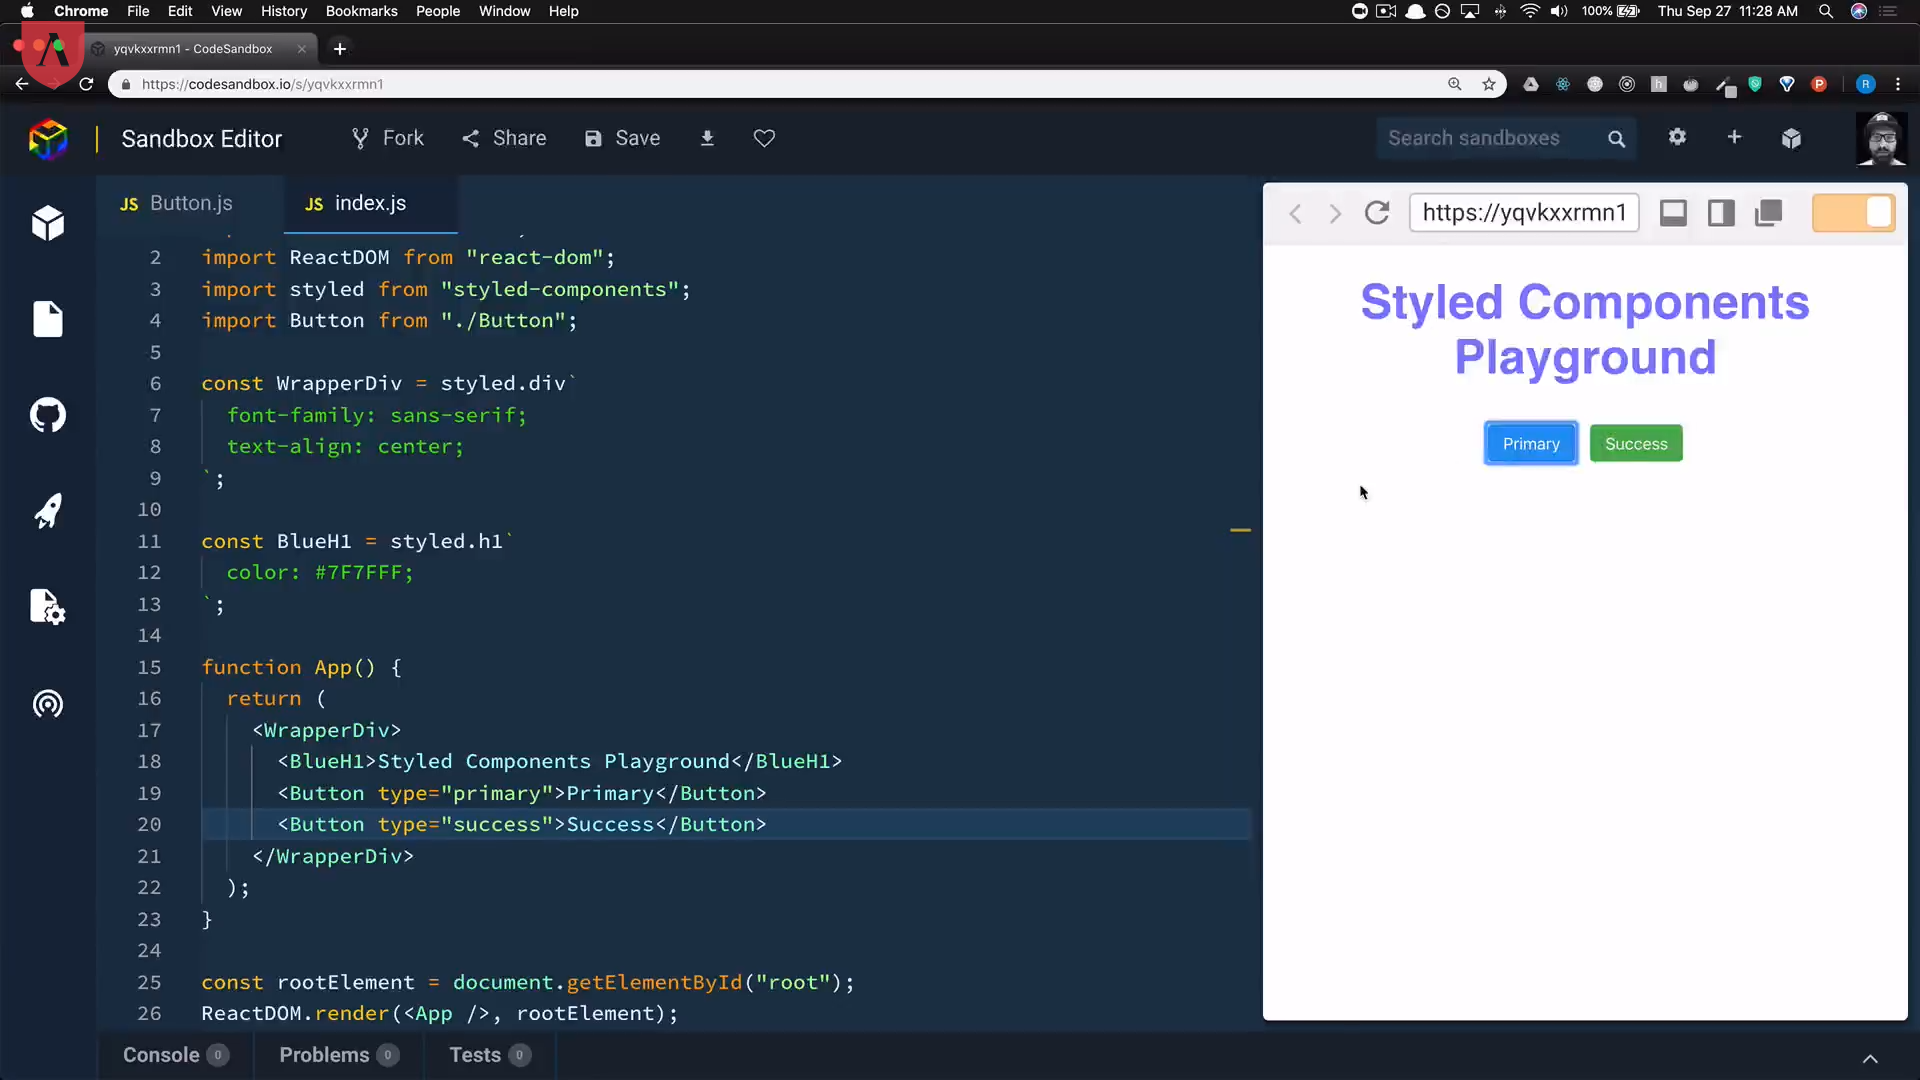 Chrome File Edit View History Bookmarks People Window Help 100% Thu Sep 27 11:28 AM
yqvkxxrmn1 - CodeSandbox
https://codesandbox.io/s/yqvkxxrmn1
Sandbox Editor Fork Share Save Search sandboxes
JS Button.js JS index.js
https://yqvkxxrmn1
2 import ReactDOM from "react-dom";
3 import styled from "styled-components";
4 import Button from "./Button";
5
6 const WrapperDiv = styled.div`
7 font-family: sans-serif;
8 text-align: center;
9 `;
10
11 const BlueH1 = styled.h1`
12 color: #7F7FFF;
13 `;
14
15 function App() {
16 return (
17 <WrapperDiv>
18 <BlueH1>Styled Components Playground</BlueH1>
19 <Button type="primary">Primary</Button>
20 <Button type="success">Success</Button>
21 </WrapperDiv>
22 );
23 }
24
25 const rootElement = document.getElementById("root");
26 ReactDOM.render(<App />, rootElement);
Styled Components
Playground
Primary Success
Console 0 Problems 0 Tests 0